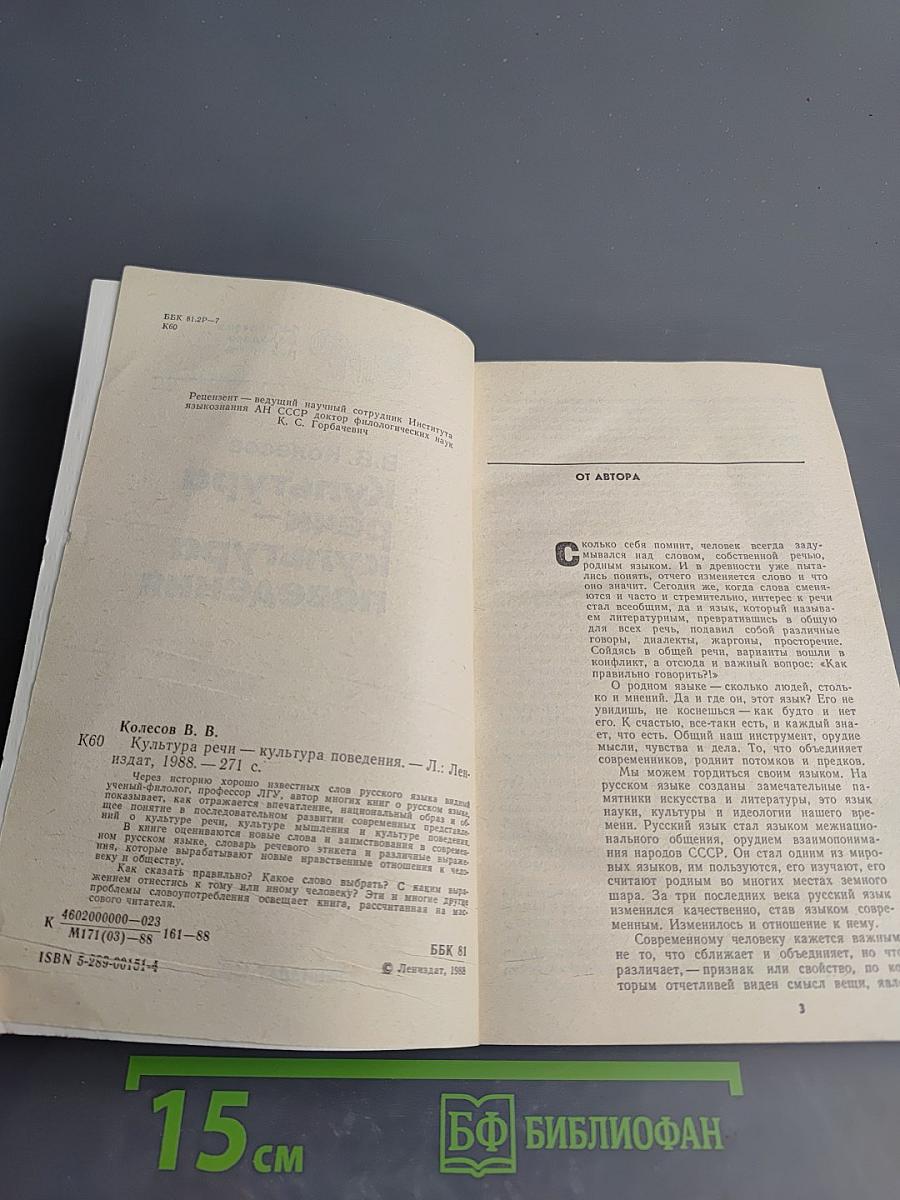 ББК 81.2Р—7
К60
Рецензент — ведущий научный сотрудник Института
языкознания АН СССР доктор филологических наук
К. С. Горбачевич
Колесов В. В.
К60 Культура речи — культура поведения. — Л.: Лен-
издат, 1988. — 271 с.
Через историю хорошо известных слов русского языка видный
ученый-филолог, профессор ЛГУ, автор многих книг о русском языке,
показывает, как отражается впечатление, национальный образ и об-
щее понятие в последовательном развитии современных представле-
ний о культуре речи, культуре мышления и культуре поведения.
В книге оцениваются новые слова и заимствования в современ-
ном русском языке, словарь речевого этикета и различные выраже-
ния, которые вырабатывают новые нравственные отношения к чело-
веку и обществу.
Как сказать правильно? Какое слово выбрать? С каким выра-
жением отнестись к тому или иному человеку? Эти и многие другие
проблемы словоупотребления освещает книга, рассчитанная на мас-
сового читателя.
К 4602000000—023
М171(03)—88 161—88
ББК 81
ISBN 5-289-00151-4
© Лениздат, 1988
ОТ АВТОРА
Сколько себя помнит, человек всегда заду-
мывался над словом, собственной речью,
родным языком. И в древности уже пыта-
лись понять, отчего изменяется слово и что
оно значит. Сегодня же, когда слова сменя-
ются и часто и стремительно, интерес к речи
стал всеобщим, да и язык, который называ-
ем литературным, превратившись в общую
для всех речь, подавил собой различные
говоры, диалекты, жаргоны, просторечие.
Сойдясь в общей речи, варианты вошли в
конфликт, а отсюда и важный вопрос: «Как
правильно говорить?!»
О родном языке — сколько людей, столь-
ко и мнений. Да и где он, этот язык? Его не
увидишь, не коснешься — как будто и нет
его. К счастью, все-таки есть, и каждый зна-
ет, что есть. Общий наш инструмент, орудие
мысли, чувства и дела. То, что объединяет
современников, роднит потомков и предков.
Мы можем гордиться своим языком. На
русском языке созданы замечательные па-
мятники искусства и литературы, это язык
науки, культуры и идеологии нашего вре-
мени. Русский язык стал языком межнацио-
нального общения, орудием взаимопонима-
ния народов СССР. Он стал одним из миро-
вых языков, им пользуются, его изучают, его
считают родным во многих местах земного
шара. За три последних века русский язык
изменился качественно, став языком совре-
менным. Изменилось и отношение к нему.
Современному человеку кажется важным
не то, что сближает и объединяет, но что
различает, — признак или свойство, по ко-
торым отчетливей виден смысл вещи, явл
3
15 см
БФ БИБЛИОФАН